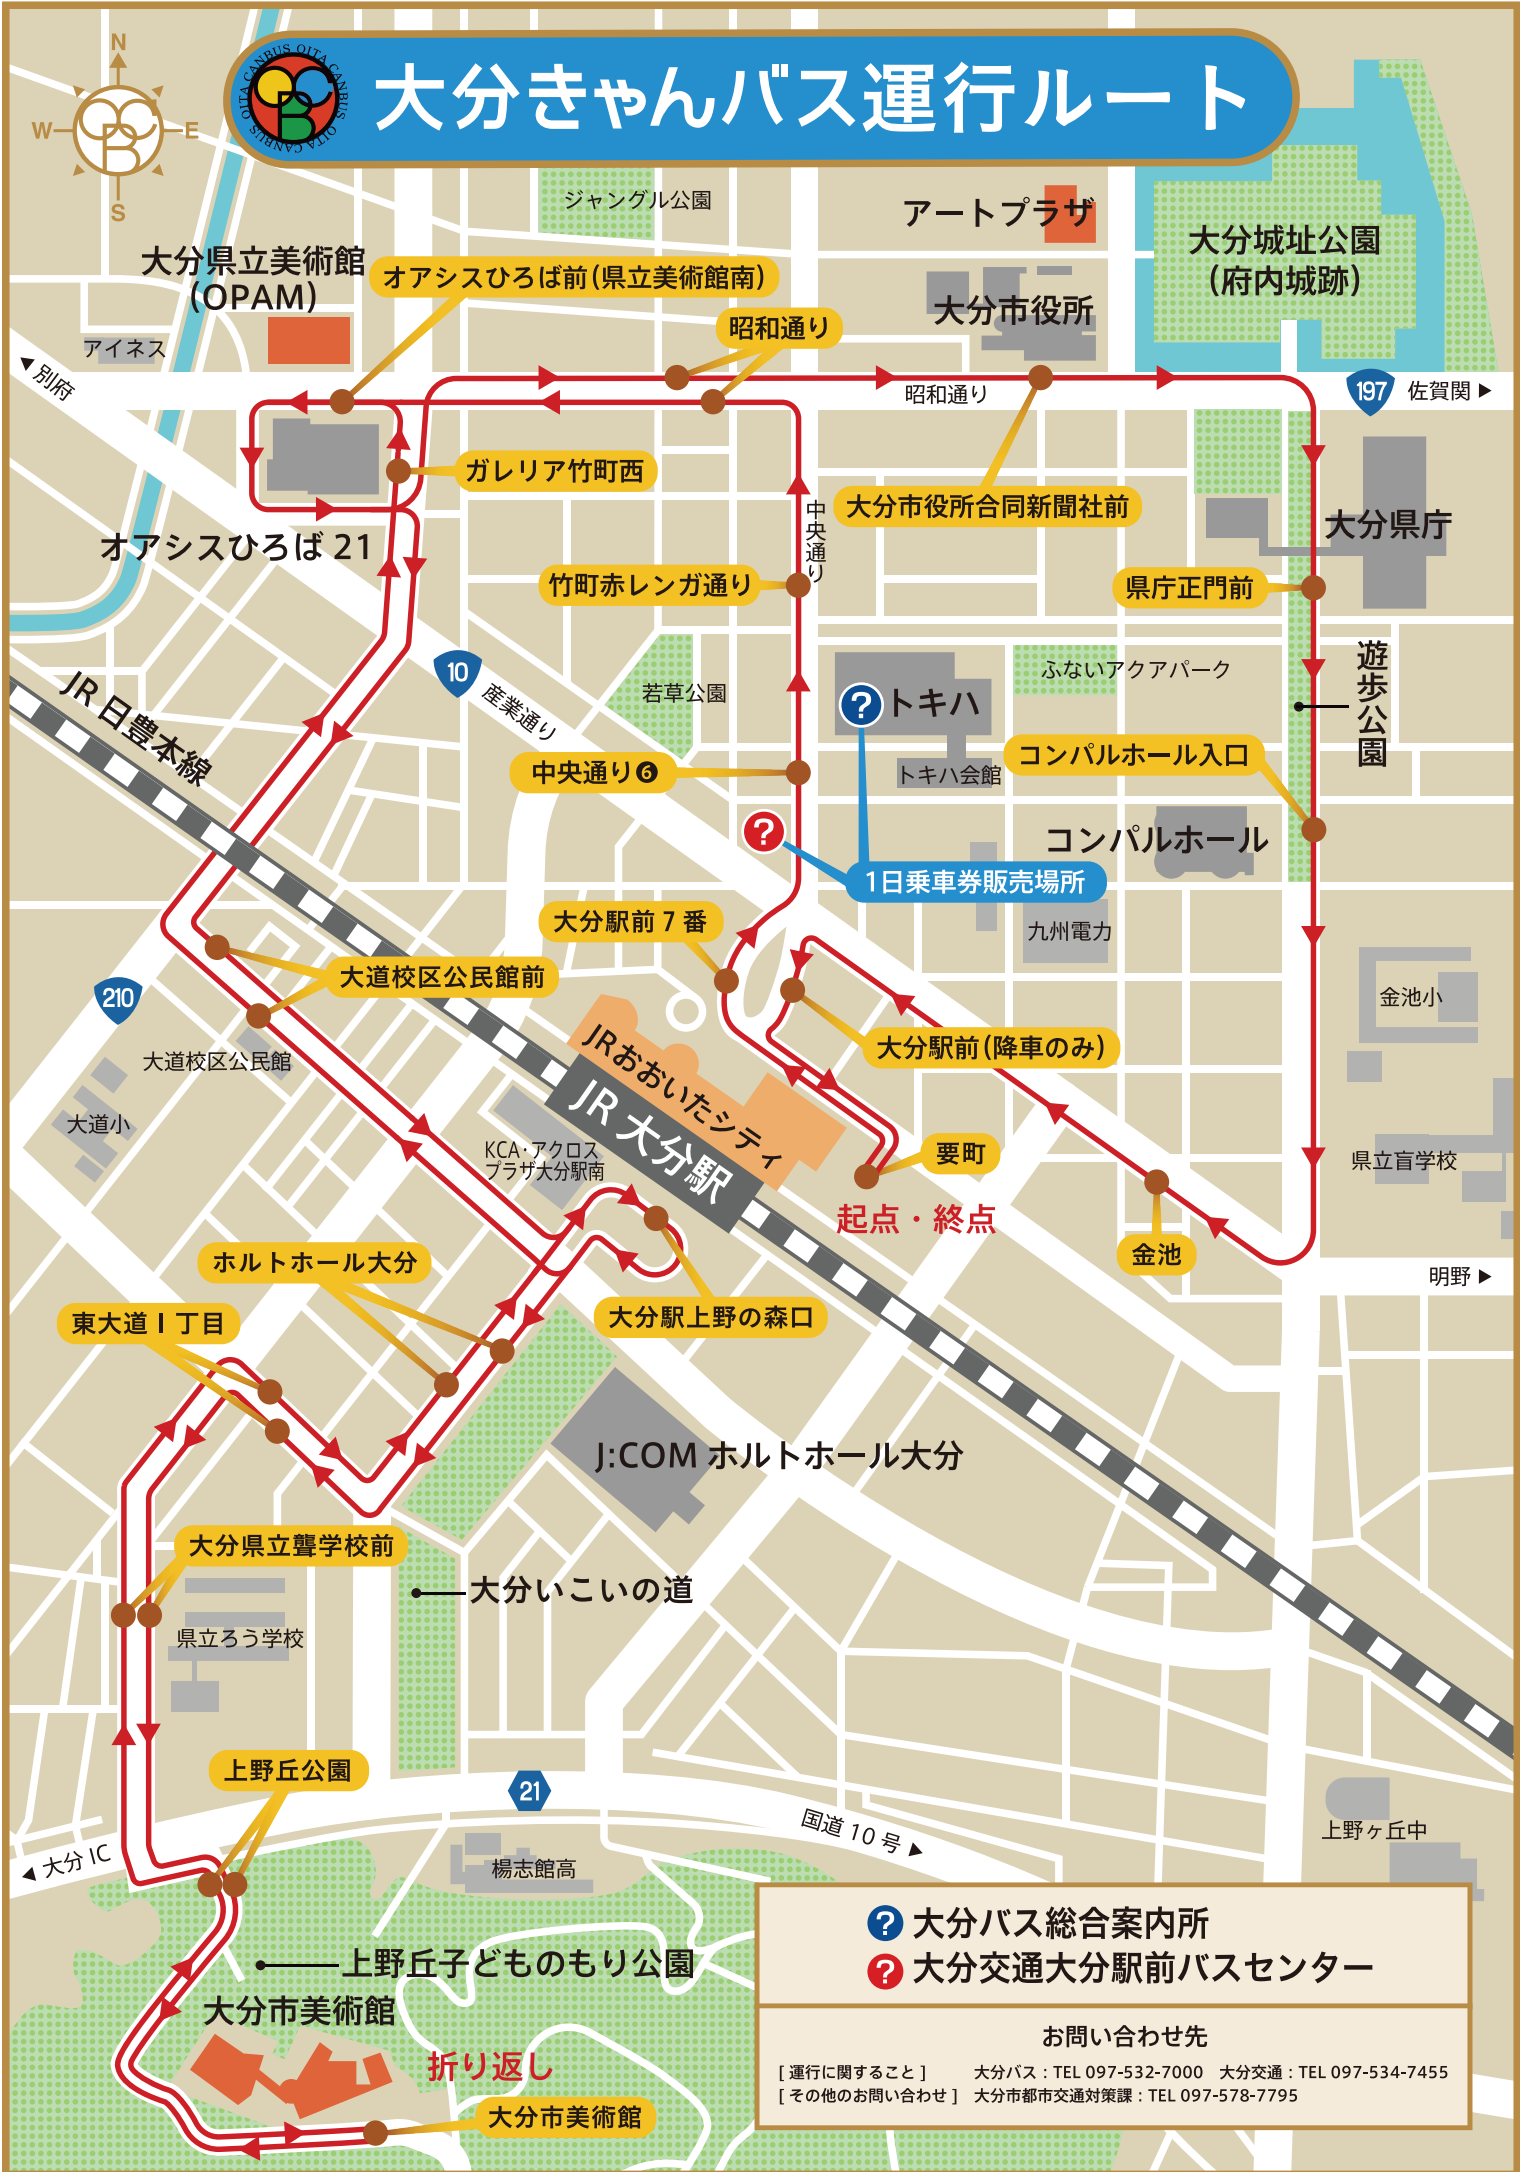 大分きゃんバス運行ルート
OITA CANBUS OITA CANBUS OITA CANBUS
N
W
E
S
ジャングル公園
アートプラザ
大分城址公園
(府内城跡)
大分県立美術館
(OPAM)
オアシスひろば前(県立美術館南)
大分市役所
昭和通り
アイネス
別府
昭和通り
197
佐賀関
ガレリア竹町西
大分市役所合同新聞社前
中央通り
大分県庁
オアシスひろば21
竹町赤レンガ通り
県庁正門前
遊歩公園
10
産業通り
若草公園
ふないアクアパーク
JR日豊本線
?
トキハ
コンパルホール入口
中央通り❻
トキハ会館
?
コンパルホール
1日乗車券販売場所
大分駅前7番
九州電力
大道校区公民館前
210
金池小
大分駅前(降車のみ)
大道校区公民館
JRおおいたシティ
JR大分駅
大道小
KCA・アクロス
プラザ大分駅南
要町
県立盲学校
起点・終点
ホルトホール大分
金池
明野
東大道1丁目
大分駅上野の森口
J:COM ホルトホール大分
大分県立聾学校前
大分いこいの道
県立ろう学校
上野丘公園
21
国道10号
上野ヶ丘中
大分IC
楊志館高
? 大分バス総合案内所
? 大分交通大分駅前バスセンター
上野丘子どものもり公園
大分市美術館
折り返し
大分市美術館
お問い合わせ先
[ 運行に関すること ] 大分バス：TEL 097-532-7000 大分交通：TEL 097-534-7455
[ その他のお問い合わせ ] 大分市都市交通対策課：TEL 097-578-7795